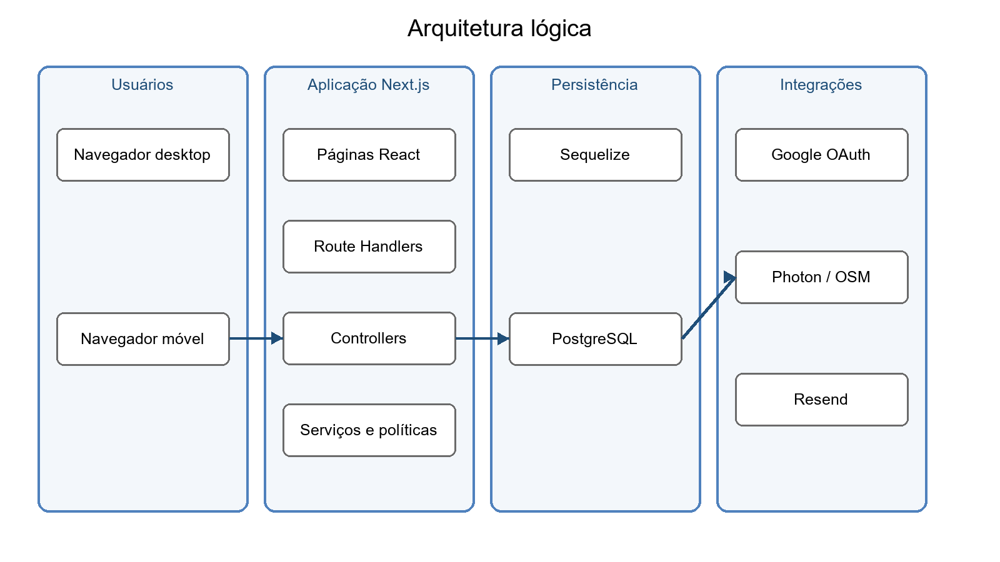 Arquitetura lógica
Usuários
Navegador desktop
Navegador móvel
Aplicação Next.js
Páginas React
Route Handlers
Controllers
Serviços e políticas
Persistência
Sequelize
PostgreSQL
Integrações
Google OAuth
Photon / OSM
Resend